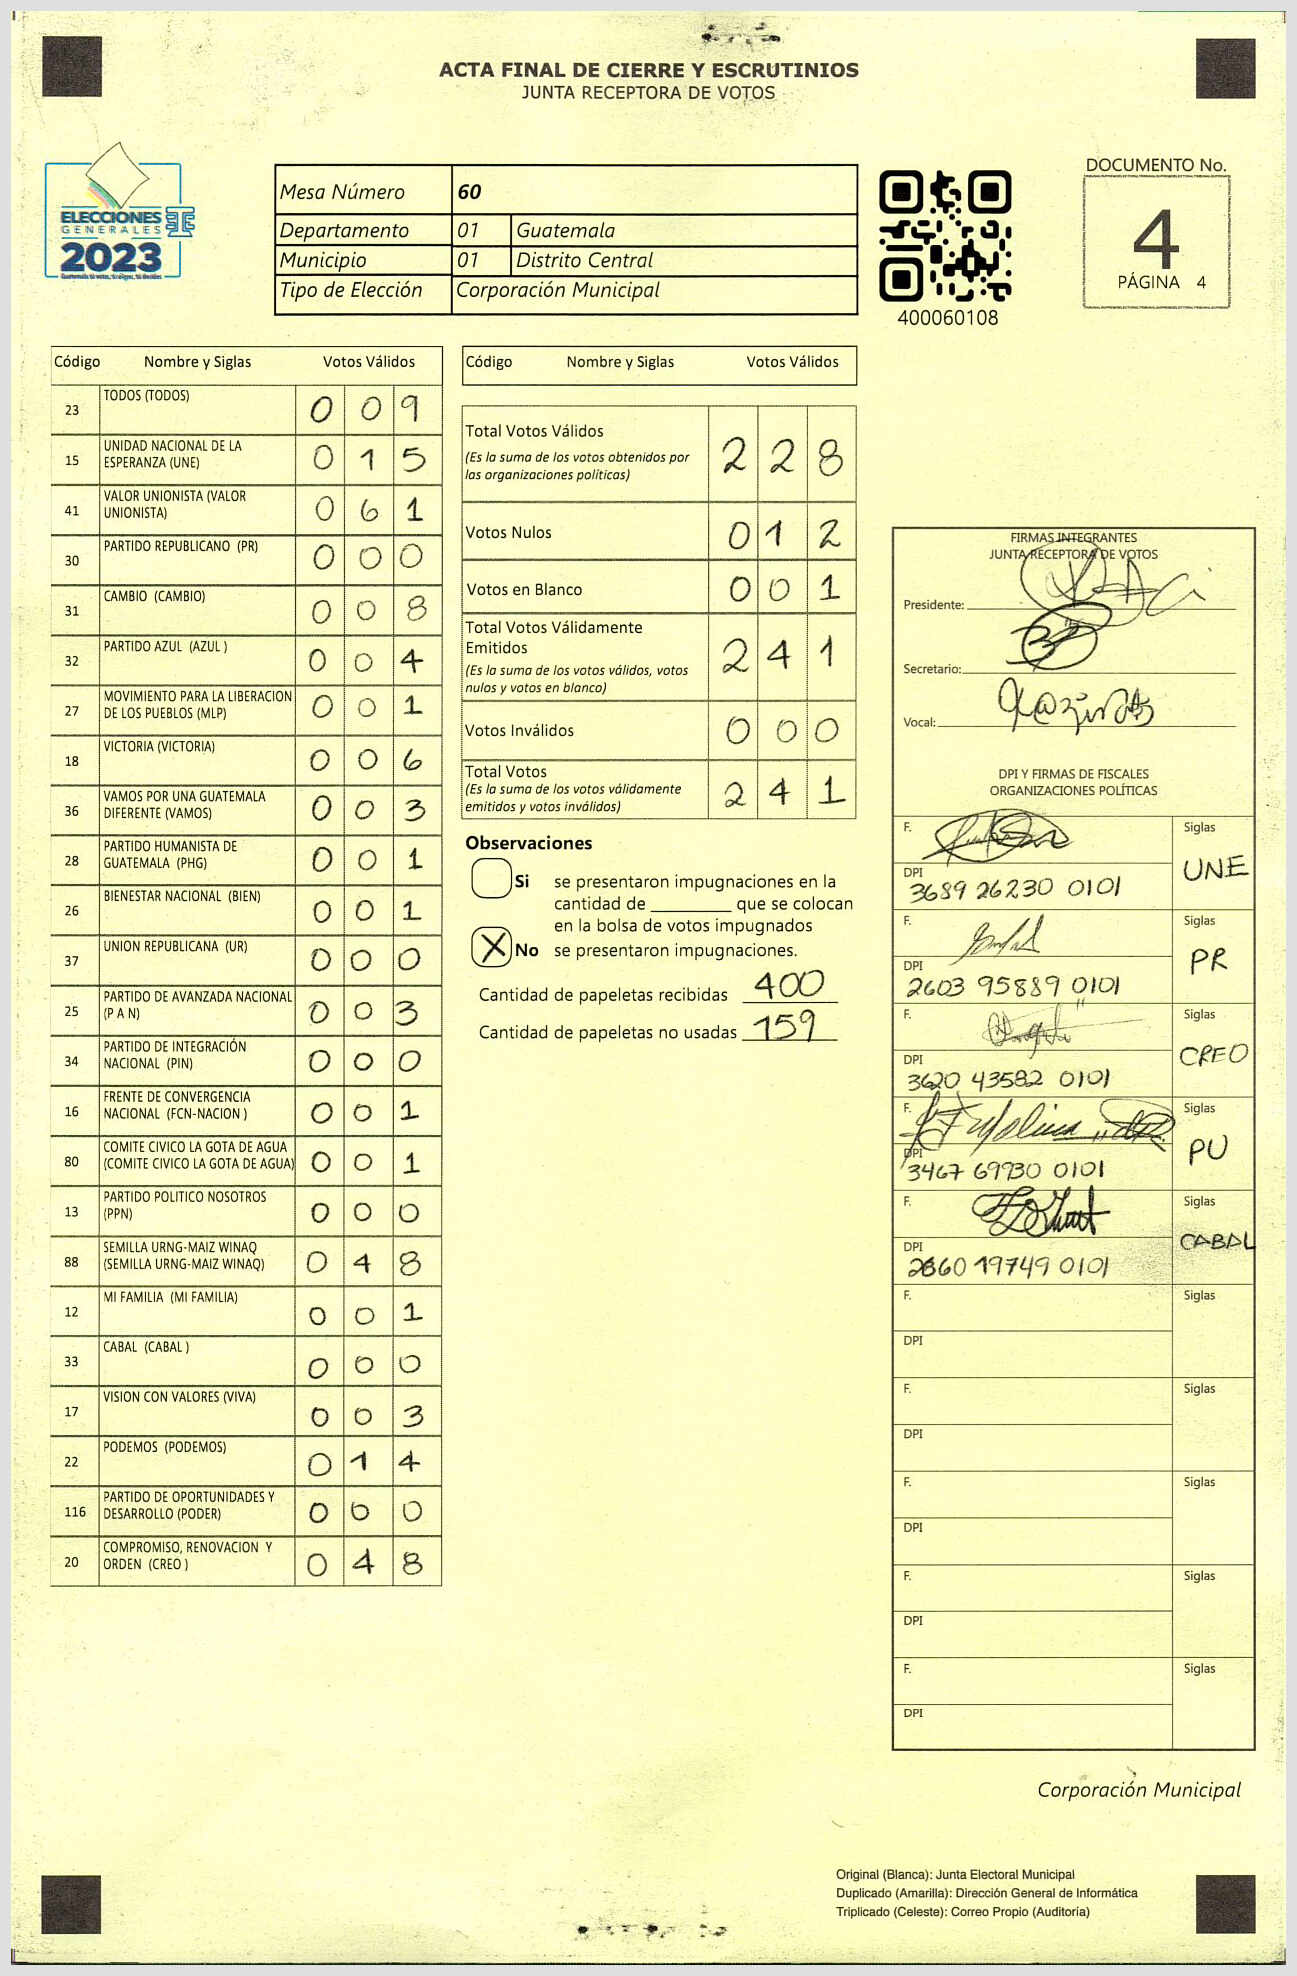 ACTA FINAL DE CIERRE Y ESCRUTINIOS
JUNTA RECEPTORA DE VOTOS
ELECCIONES
GENERALES
2023
Mesa Número 60
Departamento 01 Guatemala
Municipio 01 Distrito Central
Tipo de Elección Corporación Municipal
400060108
DOCUMENTO No.
4
PÁGINA 4
Código Nombre y Siglas Votos Válidos
23 TODOS (TODOS) 0 0 9
15 UNIDAD NACIONAL DE LA
ESPERANZA (UNE) 0 1 5
41 VALOR UNIONISTA (VALOR
UNIONISTA) 0 6 1
30 PARTIDO REPUBLICANO (PR) 0 0 0
31 CAMBIO (CAMBIO) 0 0 8
32 PARTIDO AZUL (AZUL ) 0 0 4
27 MOVIMIENTO PARA LA LIBERACION
DE LOS PUEBLOS (MLP) 0 0 1
18 VICTORIA (VICTORIA) 0 0 6
36 VAMOS POR UNA GUATEMALA
DIFERENTE (VAMOS) 0 0 3
28 PARTIDO HUMANISTA DE
GUATEMALA (PHG) 0 0 1
26 BIENESTAR NACIONAL (BIEN) 0 0 1
37 UNION REPUBLICANA (UR) 0 0 0
25 PARTIDO DE AVANZADA NACIONAL
(P A N) 0 0 3
34 PARTIDO DE INTEGRACIÓN
NACIONAL (PIN) 0 0 0
16 FRENTE DE CONVERGENCIA
NACIONAL (FCN-NACION ) 0 0 1
80 COMITE CIVICO LA GOTA DE AGUA
(COMITE CIVICO LA GOTA DE AGUA) 0 0 1
13 PARTIDO POLITICO NOSOTROS
(PPN) 0 0 0
88 SEMILLA URNG-MAIZ WINAQ
(SEMILLA URNG-MAIZ WINAQ) 0 4 8
12 MI FAMILIA (MI FAMILIA) 0 0 1
33 CABAL (CABAL ) 0 0 0
17 VISION CON VALORES (VIVA) 0 0 3
22 PODEMOS (PODEMOS) 0 1 4
116 PARTIDO DE OPORTUNIDADES Y
DESARROLLO (PODER) 0 0 0
20 COMPROMISO, RENOVACION Y
ORDEN (CREO ) 0 4 8
Código Nombre y Siglas Votos Válidos
Total Votos Válidos 2 2 8
(Es la suma de los votos obtenidos por
las organizaciones políticas)
Votos Nulos 0 1 2
Votos en Blanco 0 0 1
Total Votos Válidamente
Emitidos 2 4 1
(Es la suma de los votos válidos, votos
nulos y votos en blanco)
Votos Inválidos 0 0 0
Total Votos
(Es la suma de los votos válidamente
emitidos y votos inválidos) 2 4 1
Observaciones
Si se presentaron impugnaciones en la
cantidad de ________ que se colocan
en la bolsa de votos impugnados
X No se presentaron impugnaciones.
Cantidad de papeletas recibidas 400
Cantidad de papeletas no usadas 159
FIRMAS INTEGRANTES
JUNTA RECEPTORA DE VOTOS
Presidente:
Secretario:
Vocal:
DPI Y FIRMAS DE FISCALES
ORGANIZACIONES POLÍTICAS
F. Siglas
UNE
DPI
3689 26230 0101
F. Siglas
PR
DPI
2603 95889 0101
F. Siglas
CREO
DPI
3620 43582 0101
F. Siglas
PU
DPI
3467 69930 0101
F. Siglas
CABAL
DPI
2860 19749 0101
F. Siglas
DPI
F. Siglas
DPI
F. Siglas
DPI
F. Siglas
DPI
F. Siglas
DPI
Corporación Municipal
Original (Blanca): Junta Electoral Municipal
Duplicado (Amarilla): Dirección General de Informática
Triplicado (Celeste): Correo Propio (Auditoría)